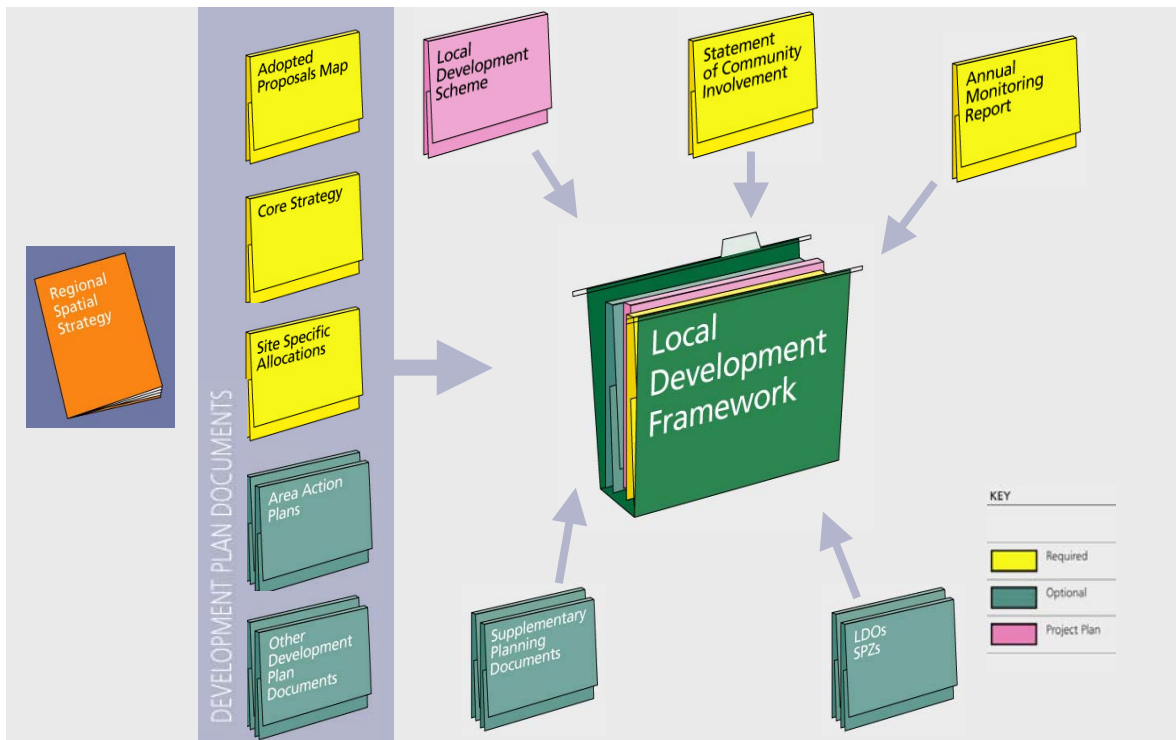 Regional
Spatial
Strategy
DEVELOPMENT PLAN DOCUMENTS
Adopted
Proposals Map
Core Strategy
Site Specific
Allocations
Area Action
Plans
Other
Development
Plan
Documents
Local
Development
Scheme
Statement
of Community
Involvement
Annual
Monitoring
Report
Local
Development
Framework
Supplementary
Planning
Documents
LDOs
SPZs
KEY
Required
Optional
Project Plan